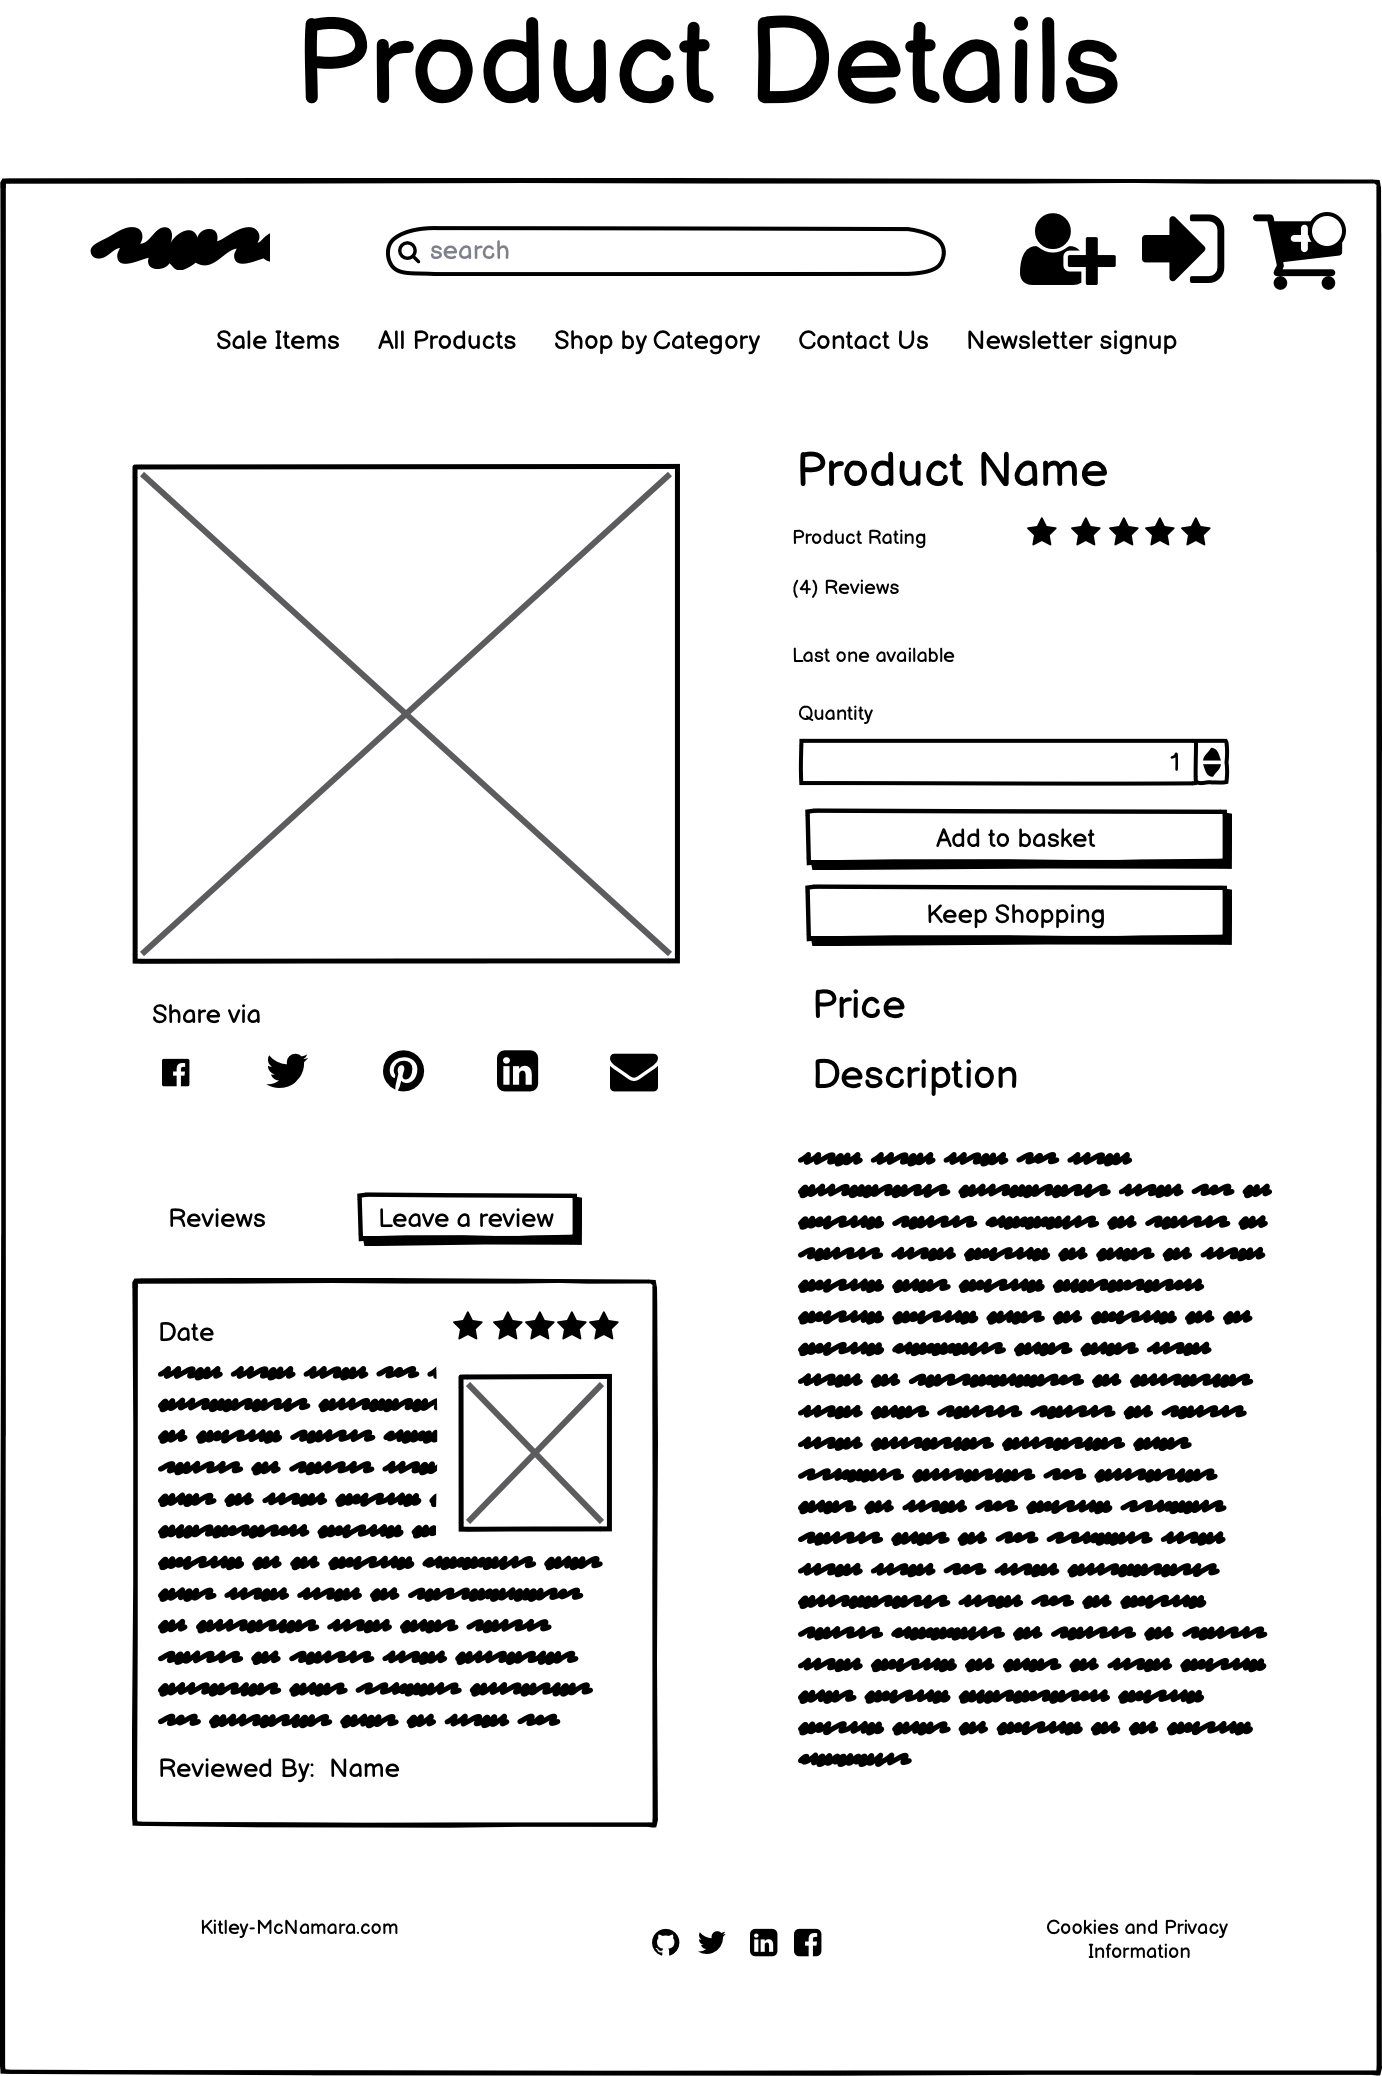 Product Details
search
Sale Items All Products Shop by Category Contact Us Newsletter signup
Product Name
Product Rating
(4) Reviews
Last one available
Quantity
1
Add to basket
Keep Shopping
Price
Description
Share via
Reviews Leave a review
Date
Reviewed By: Name
Kitley-McNamara.com
Cookies and Privacy
Information